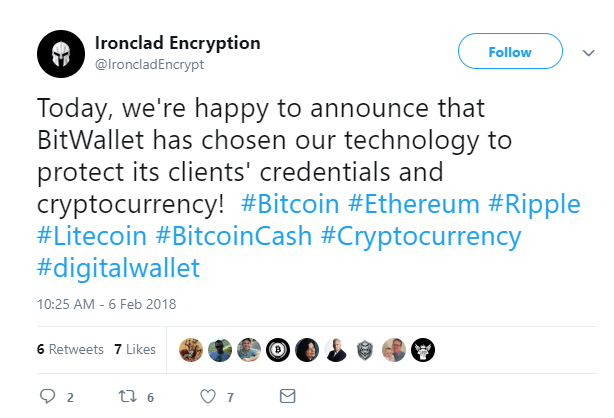 Ironclad Encryption
@IroncladEncrypt
Follow
Today, we're happy to announce that
BitWallet has chosen our technology to
protect its clients' credentials and
cryptocurrency! #Bitcoin #Ethereum #Ripple
#Litecoin #BitcoinCash #Cryptocurrency
#digitalwallet
10:25 AM - 6 Feb 2018
6 Retweets 7 Likes
2 6 7